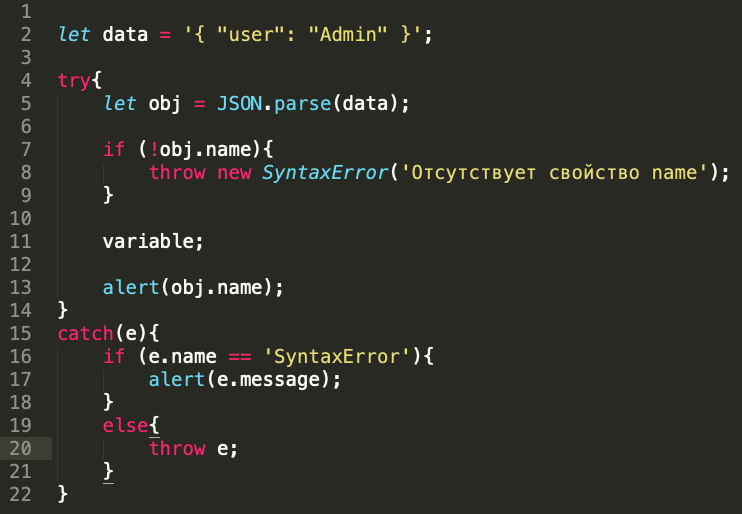 1
2 let data = '{ "user": "Admin" }';
3
4 try{
5     let obj = JSON.parse(data);
6
7     if (!obj.name){
8         throw new SyntaxError('Отсутствует свойство name');
9     }
10
11     variable;
12
13     alert(obj.name);
14 }
15 catch(e){
16     if (e.name == 'SyntaxError'){
17         alert(e.message);
18     }
19     else{
20         throw e;
21     }
22 }